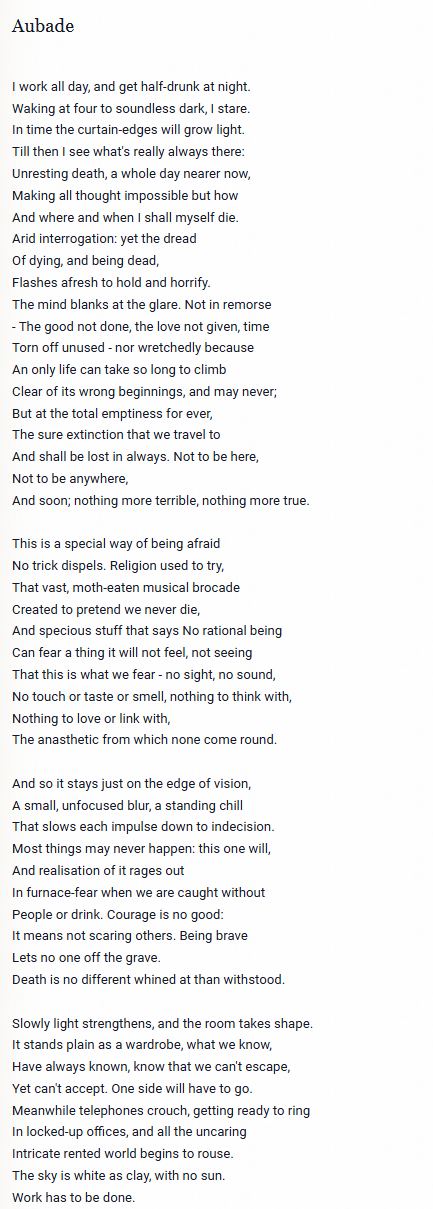 Aubade
I work all day, and get half-drunk at night.
Waking at four to soundless dark, I stare.
In time the curtain-edges will grow light.
Till then I see what's really always there:
Unresting death, a whole day nearer now,
Making all thought impossible but how
And where and when I shall myself die.
Arid interrogation: yet the dread
Of dying, and being dead,
Flashes afresh to hold and horrify.
The mind blanks at the glare. Not in remorse
- The good not done, the love not given, time
Torn off unused - nor wretchedly because
An only life can take so long to climb
Clear of its wrong beginnings, and may never;
But at the total emptiness for ever,
The sure extinction that we travel to
And shall be lost in always. Not to be here,
Not to be anywhere,
And soon; nothing more terrible, nothing more true.

This is a special way of being afraid
No trick dispels. Religion used to try,
That vast, moth-eaten musical brocade
Created to pretend we never die,
And specious stuff that says No rational being
Can fear a thing it will not feel, not seeing
That this is what we fear - no sight, no sound,
No touch or taste or smell, nothing to think with,
Nothing to love or link with,
The anasthetic from which none come round.

And so it stays just on the edge of vision,
A small, unfocused blur, a standing chill
That slows each impulse down to indecision.
Most things may never happen: this one will,
And realisation of it rages out
In furnace-fear when we are caught without
People or drink. Courage is no good:
It means not scaring others. Being brave
Lets no one off the grave.
Death is no different whined at than withstood.

Slowly light strengthens, and the room takes shape.
It stands plain as a wardrobe, what we know,
Have always known, know that we can't escape,
Yet can't accept. One side will have to go.
Meanwhile telephones crouch, getting ready to ring
In locked-up offices, and all the uncaring
Intricate rented world begins to rouse.
The sky is white as clay, with no sun.
Work has to be done.